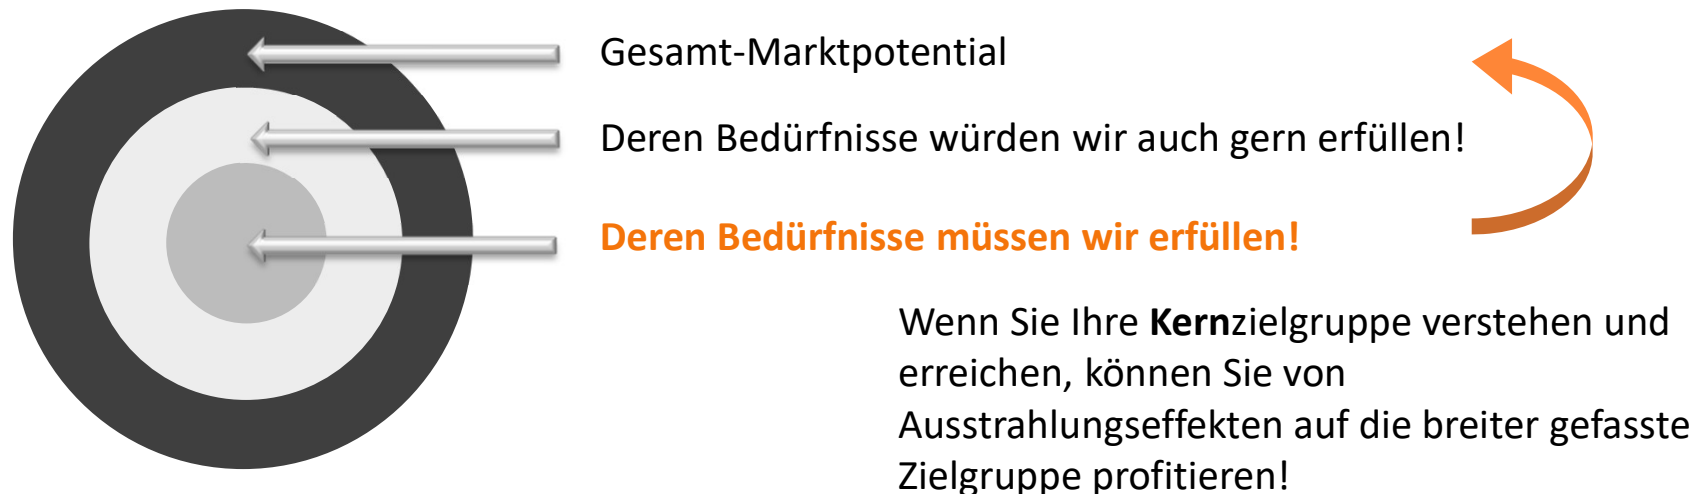 Gesamt-Marktpotential
Deren Bedürfnisse würden wir auch gern erfüllen!
Deren Bedürfnisse müssen wir erfüllen!
Wenn Sie Ihre Kernzielgruppe verstehen und
erreichen, können Sie von
Ausstrahlungseffekten auf die breiter gefasste
Zielgruppe profitieren!